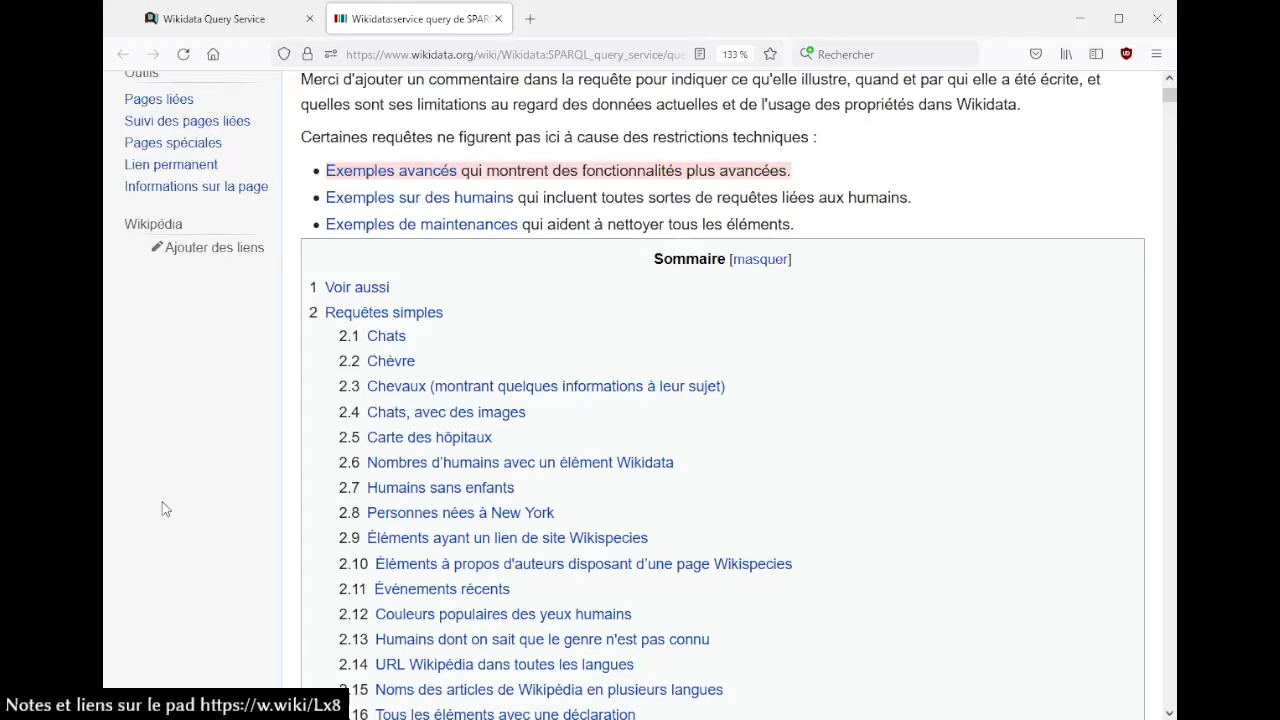 Wikidata Query Service
Wikidata:service query de SPAR
https://www.wikidata.org/wiki/Wikidata:SPARQL_query_service/que
133 %
Rechercher
Outils
Pages liées
Suivi des pages liées
Pages spéciales
Lien permanent
Informations sur la page
Wikipédia
Ajouter des liens
Merci d'ajouter un commentaire dans la requête pour indiquer ce qu'elle illustre, quand et par qui elle a été écrite, et
quelles sont ses limitations au regard des données actuelles et de l'usage des propriétés dans Wikidata.
Certaines requêtes ne figurent pas ici à cause des restrictions techniques :
Exemples avancés qui montrent des fonctionnalités plus avancées.
Exemples sur des humains qui incluent toutes sortes de requêtes liées aux humains.
Exemples de maintenances qui aident à nettoyer tous les éléments.
Sommaire [masquer]
1 Voir aussi
2 Requêtes simples
2.1 Chats
2.2 Chèvre
2.3 Chevaux (montrant quelques informations à leur sujet)
2.4 Chats, avec des images
2.5 Carte des hôpitaux
2.6 Nombres d’humains avec un élément Wikidata
2.7 Humains sans enfants
2.8 Personnes nées à New York
2.9 Éléments ayant un lien de site Wikispecies
2.10 Éléments à propos d'auteurs disposant d’une page Wikispecies
2.11 Événements récents
2.12 Couleurs populaires des yeux humains
2.13 Humains dont on sait que le genre n'est pas connu
2.14 URL Wikipédia dans toutes les langues
2.15 Noms des articles de Wikipédia en plusieurs langues
16 Tous les éléments avec une déclaration
Notes et liens sur le pad https://w.wiki/Lx8